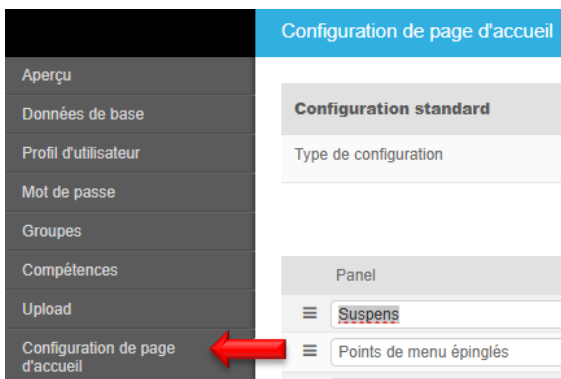 Configuration de page d'accueil
Aperçu
Données de base
Profil d'utilisateur
Mot de passe
Groupes
Compétences
Upload
Configuration de page
d'accueil
Configuration standard
Type de configuration
Panel
Suspens
Points de menu épinglés